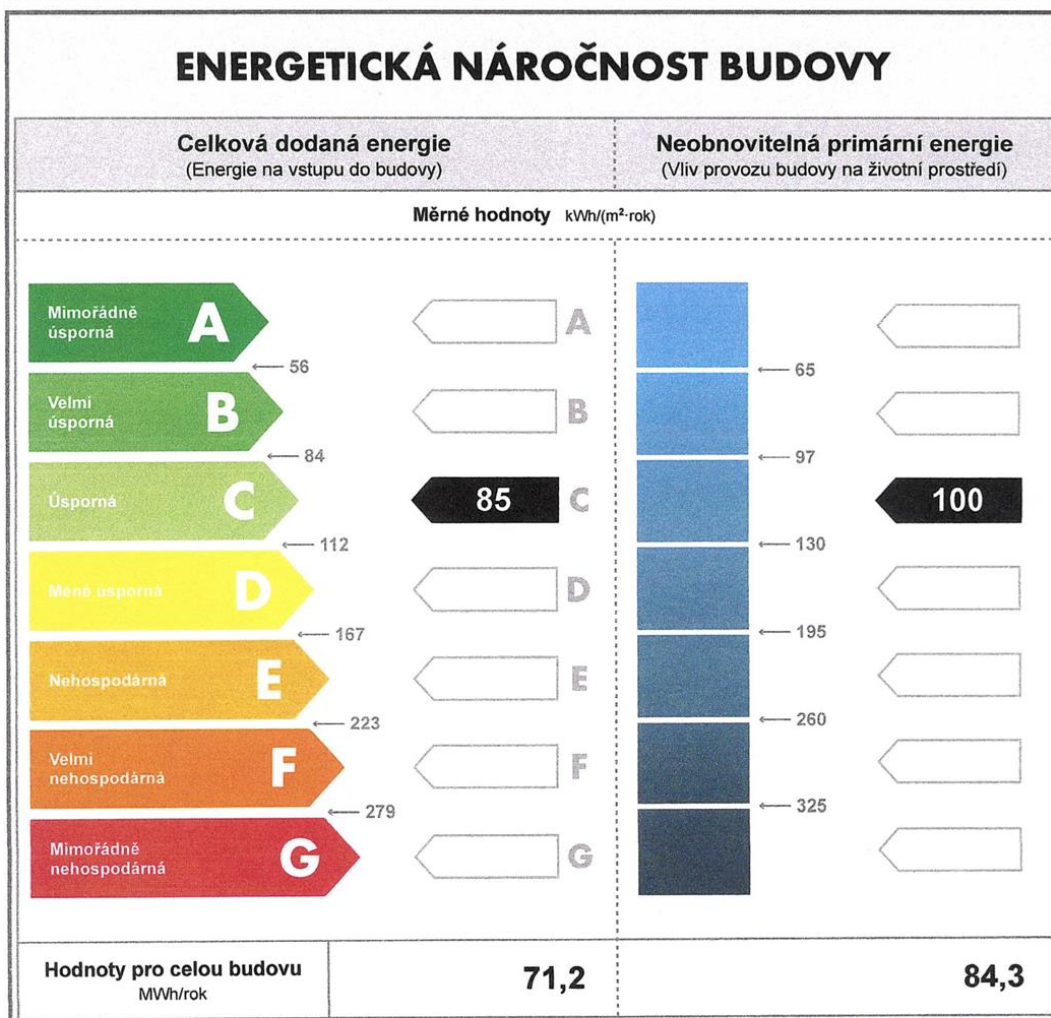 ENERGETICKÁ NÁROČNOST BUDOVY
Celková dodaná energie
(Energie na vstupu do budovy)
Neobnovitelná primární energie
(Vliv provozu budovy na životní prostředí)
Měrné hodnoty kWh/(m²·rok)
Mimořádně
úsporná
A
A
56
65
Velmi
úsporná
B
B
84
97
Úsporná
C
85
C
100
112
130
Méně úsporná
D
D
167
195
Nehospodárná
E
E
223
260
Velmi
nehospodárná
F
F
279
325
Mimořádně
nehospodárná
G
G
Hodnoty pro celou budovu
MWh/rok
71,2
84,3